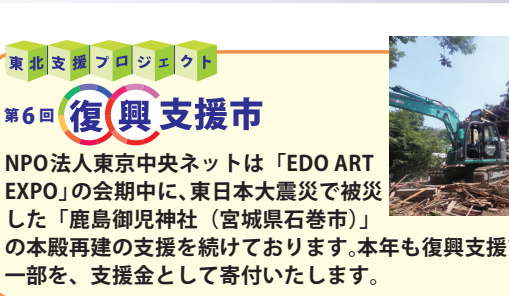 東北支援プロジェクト
第6回 復興支援市
NPO法人東京中央ネットは「EDO ART
EXPO」の会期中に、東日本大震災で被災
した「鹿島御児神社（宮城県石巻市）」
の本殿再建の支援を続けております。本年も復興支援
一部を、支援金として寄付いたします。